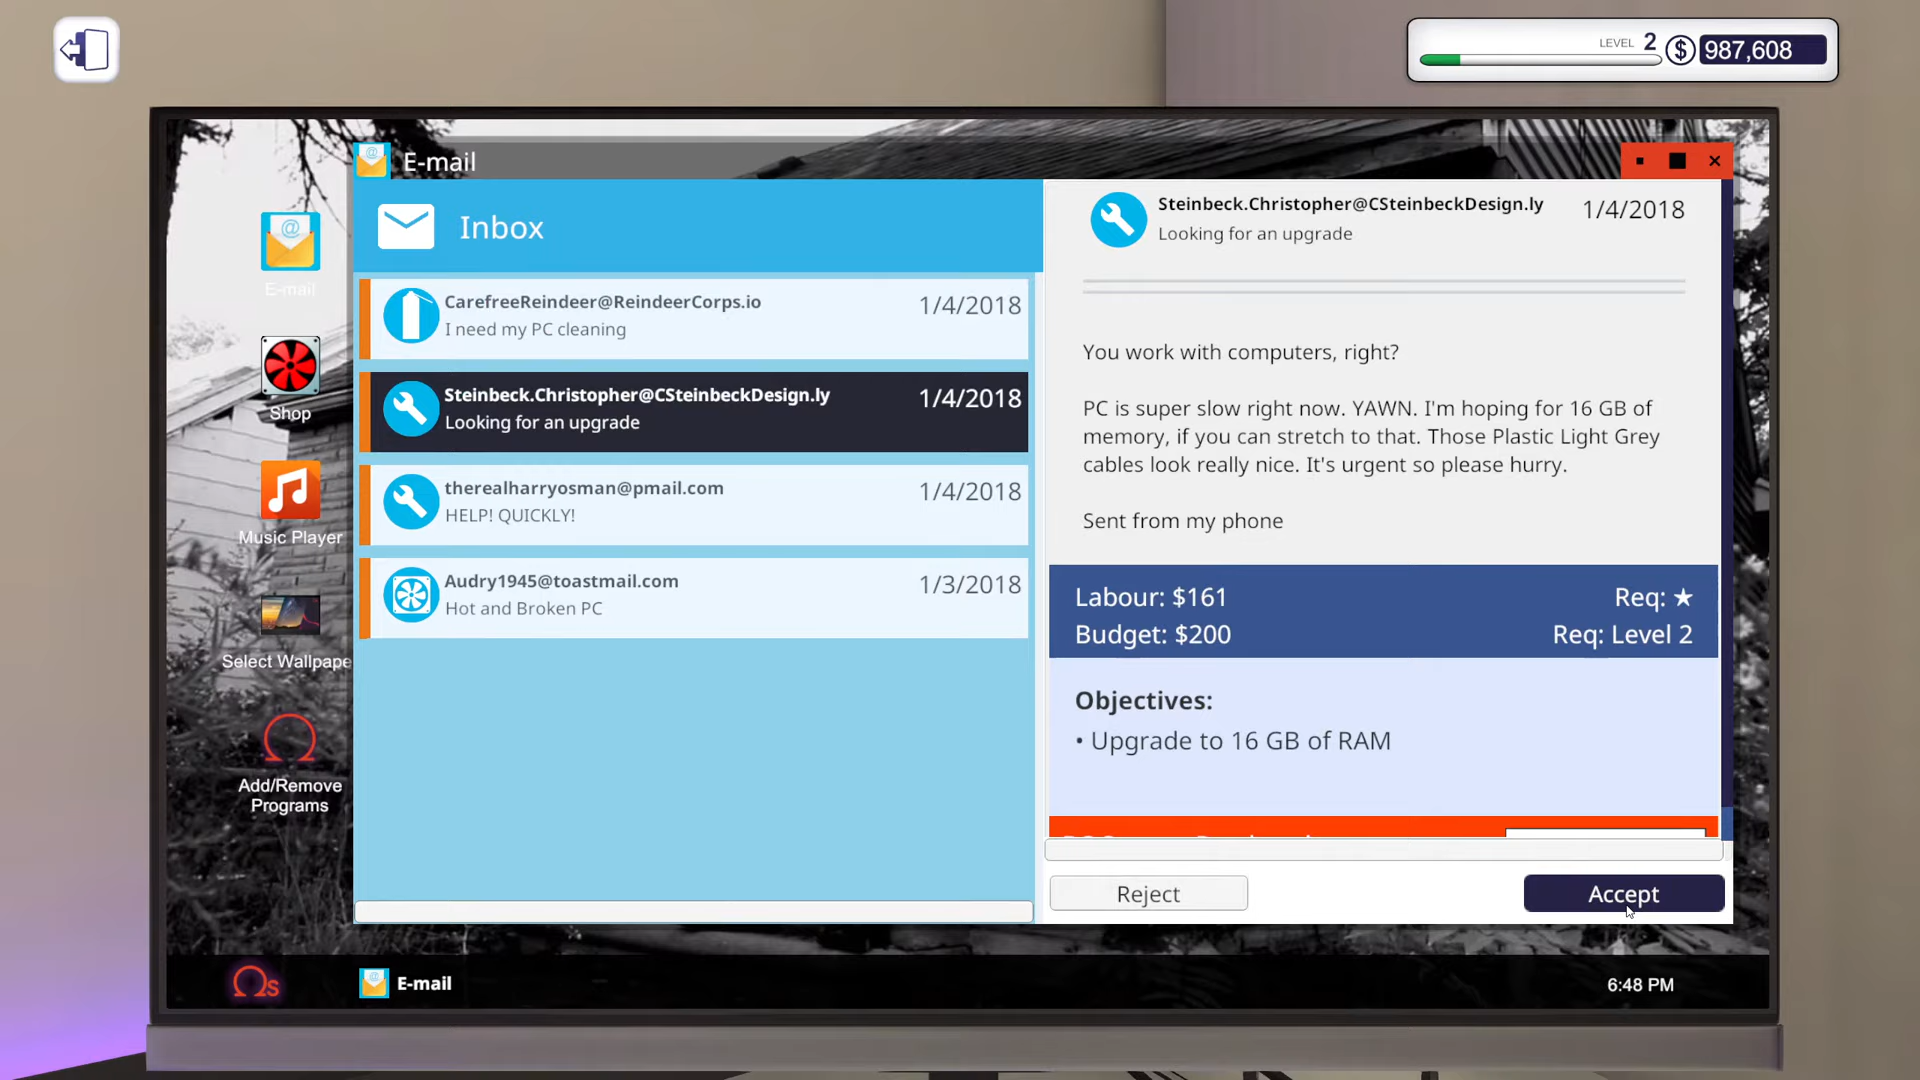 LEVEL 2
$ 987,608
E-mail
Inbox
CarefreeReindeer@ReindeerCorps.io 1/4/2018
I need my PC cleaning
Steinbeck.Christopher@CSteinbeckDesign.ly 1/4/2018
Looking for an upgrade
therealharryosman@pmail.com 1/4/2018
HELP! QUICKLY!
Audry1945@toastmail.com 1/3/2018
Hot and Broken PC
Steinbeck.Christopher@CSteinbeckDesign.ly 1/4/2018
Looking for an upgrade
You work with computers, right?
PC is super slow right now. YAWN. I'm hoping for 16 GB of
memory, if you can stretch to that. Those Plastic Light Grey
cables look really nice. It's urgent so please hurry.
Sent from my phone
Labour: $161 Req: ★
Budget: $200 Req: Level 2
Objectives:
• Upgrade to 16 GB of RAM
Reject Accept
E-mail
Shop
Music Player
Select Wallpape
Add/Remove
Programs
Ωs E-mail 6:48 PM